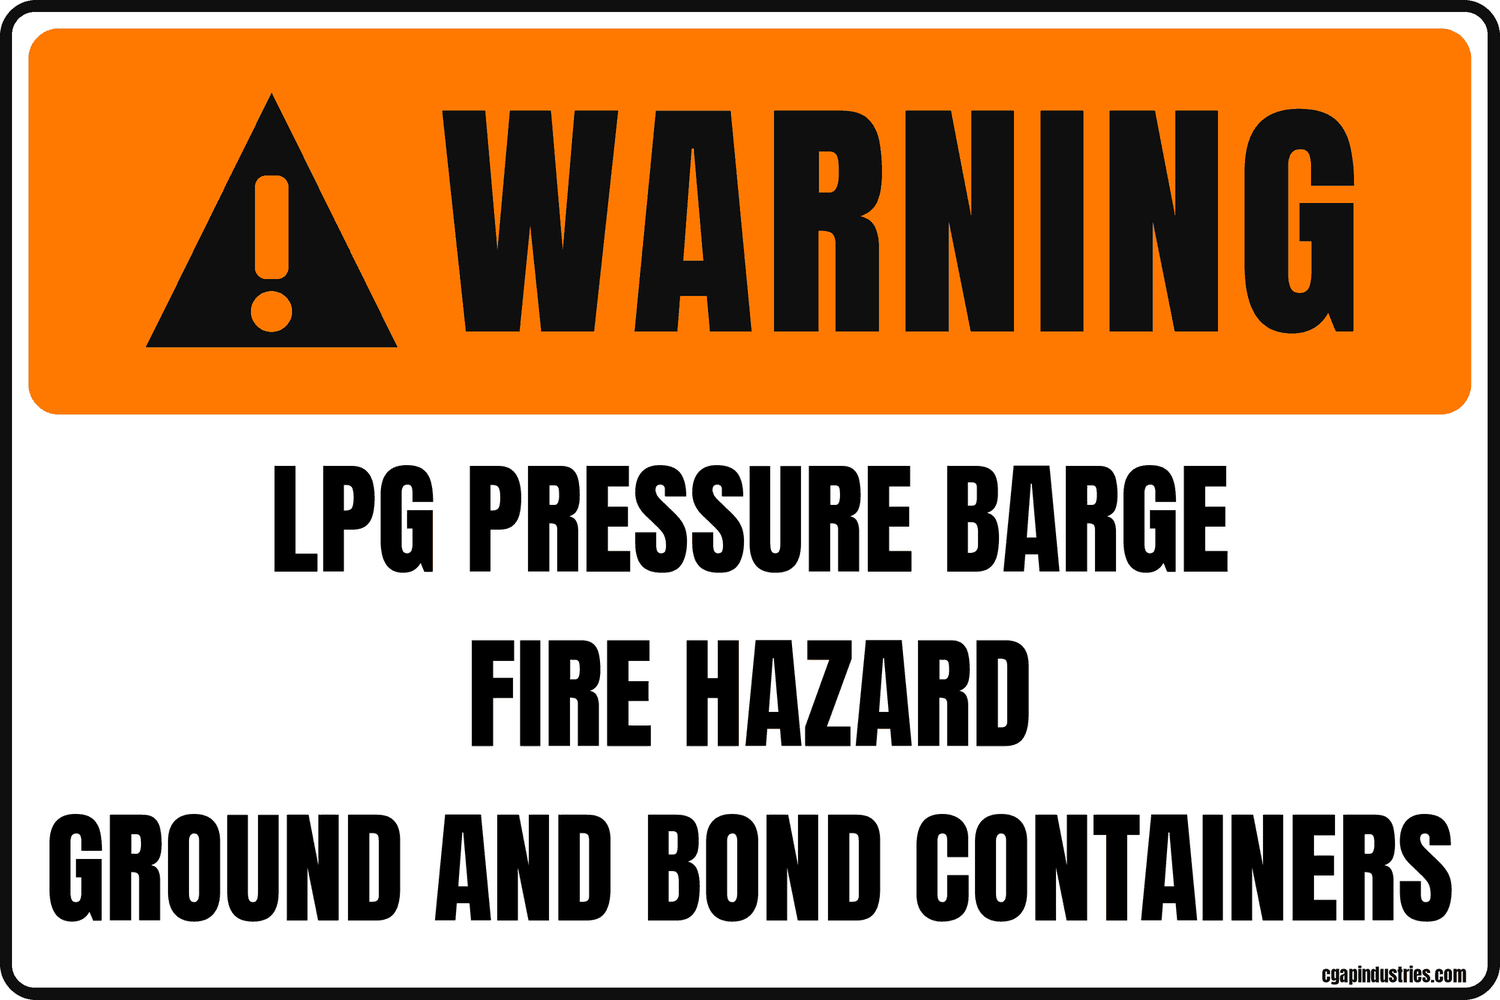 WARNING
LPG PRESSURE BARGE
FIRE HAZARD
GROUND AND BOND CONTAINERS
cgapindustries.com